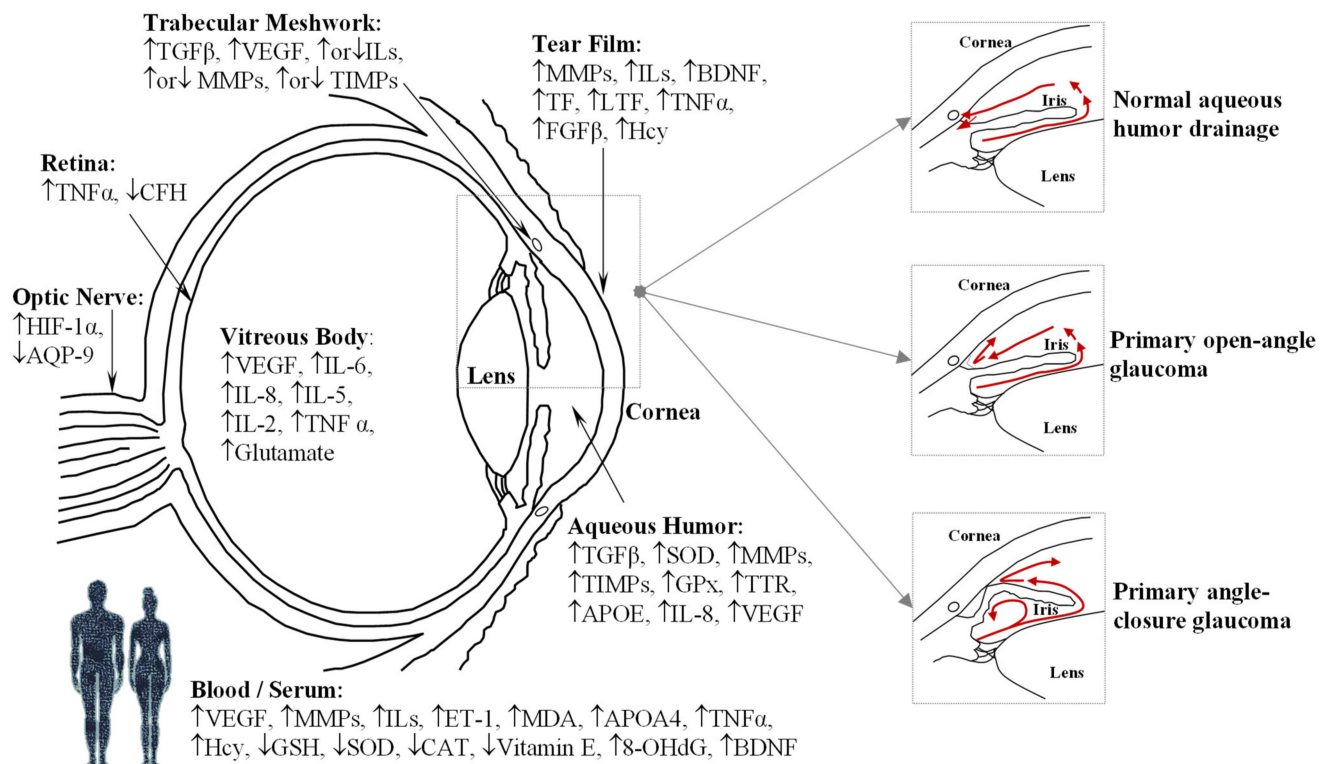 Trabecular Meshwork:
↑TGFβ, ↑VEGF, ↑or↓ILs,
↑or↓ MMPs, ↑or↓ TIMPs
Tear Film:
↑MMPs, ↑ILs, ↑BDNF,
↑TF, ↑LTF, ↑TNFα,
↑FGFβ, ↑Hcy
Retina:
↑TNFα, ↓CFH
Optic Nerve:
↑HIF-1α,
↓AQP-9
Vitreous Body:
↑VEGF, ↑IL-6,
↑IL-8, ↑IL-5,
↑IL-2, ↑TNF α,
↑Glutamate
Lens
Cornea
Aqueous Humor:
↑TGFβ, ↑SOD, ↑MMPs,
↑TIMPs, ↑GPx, ↑TTR,
↑APOE, ↑IL-8, ↑VEGF
Blood / Serum:
↑VEGF, ↑MMPs, ↑ILs, ↑ET-1, ↑MDA, ↑APOA4, ↑TNFα,
↑Hcy, ↓GSH, ↓SOD, ↓CAT, ↓Vitamin E, ↑8-OHdG, ↑BDNF
Cornea
Iris
Lens
Normal aqueous
humor drainage
Cornea
Iris
Lens
Primary open-angle
glaucoma
Cornea
Iris
Lens
Primary angle-
closure glaucoma